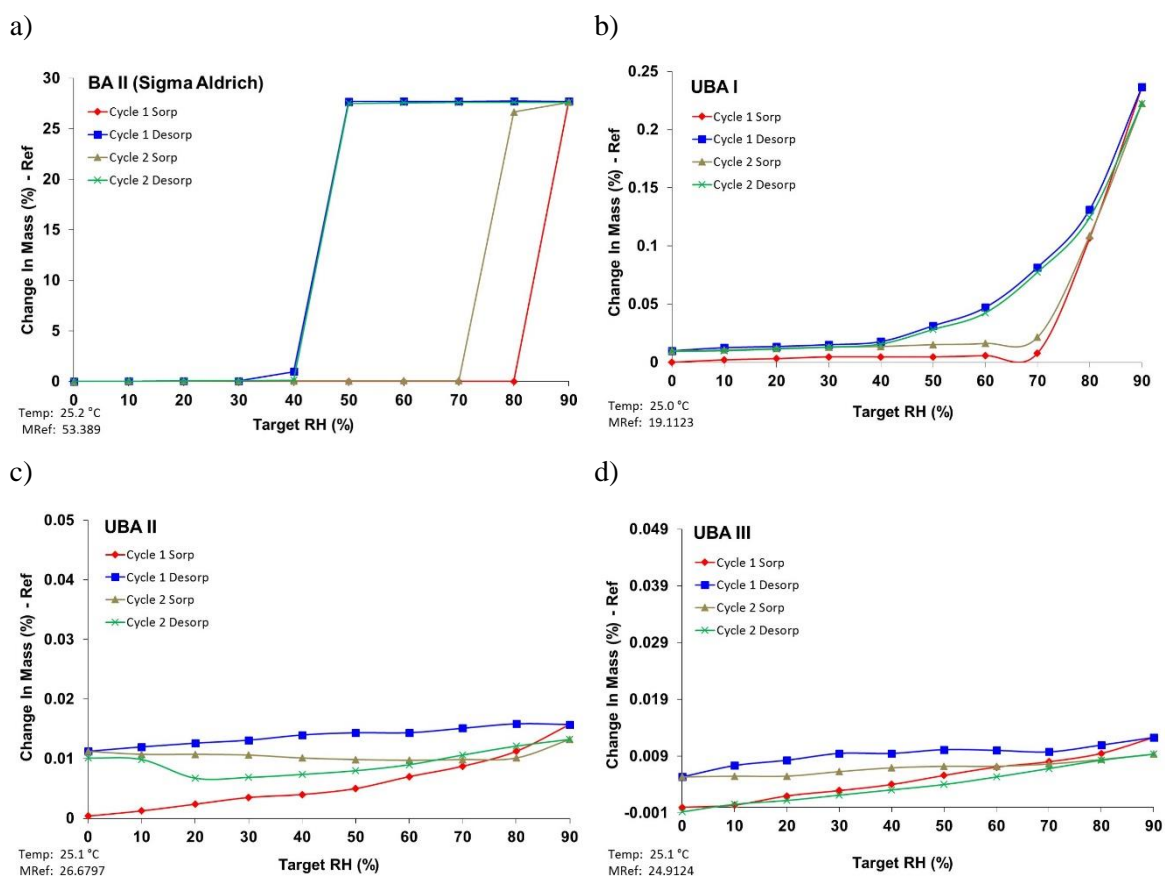 a)
BA II (Sigma Aldrich)
Cycle 1 Sorp
Cycle 1 Desorp
Cycle 2 Sorp
Cycle 2 Desorp
Change In Mass (%) - Ref
30
25
20
15
10
5
0
0 10 20 30 40 50 60 70 80 90
Target RH (%)
Temp: 25.2 °C
MRef: 53.389
b)
UBA I
Cycle 1 Sorp
Cycle 1 Desorp
Cycle 2 Sorp
Cycle 2 Desorp
Change In Mass (%) - Ref
0.25
0.2
0.15
0.1
0.05
0
0 10 20 30 40 50 60 70 80 90
Target RH (%)
Temp: 25.0 °C
MRef: 19.1123
c)
UBA II
Cycle 1 Sorp
Cycle 1 Desorp
Cycle 2 Sorp
Cycle 2 Desorp
Change In Mass (%) - Ref
0.05
0.04
0.03
0.02
0.01
0
0 10 20 30 40 50 60 70 80 90
Target RH (%)
Temp: 25.1 °C
MRef: 26.6797
d)
UBA III
Cycle 1 Sorp
Cycle 1 Desorp
Cycle 2 Sorp
Cycle 2 Desorp
Change In Mass (%) - Ref
0.049
0.039
0.029
0.019
0.009
-0.001
0 10 20 30 40 50 60 70 80 90
Target RH (%)
Temp: 25.1 °C
MRef: 24.9124